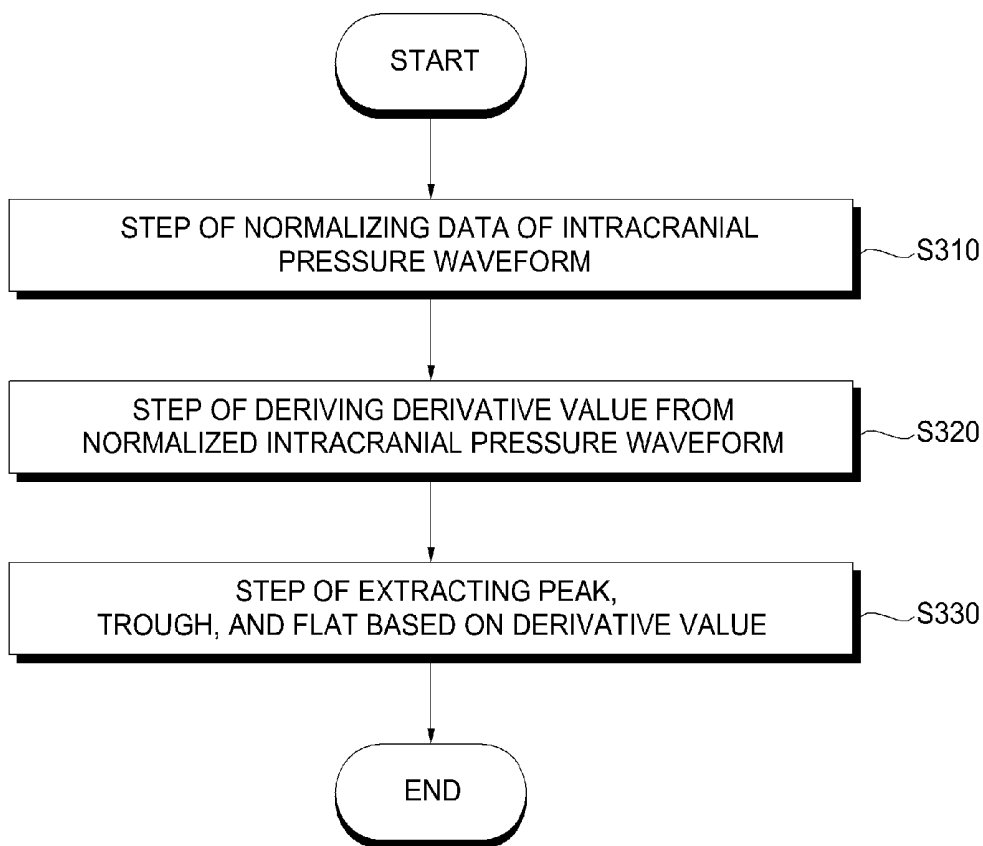 START
STEP OF NORMALIZING DATA OF INTRACRANIAL
PRESSURE WAVEFORM
S310
STEP OF DERIVING DERIVATIVE VALUE FROM
NORMALIZED INTRACRANIAL PRESSURE WAVEFORM
S320
STEP OF EXTRACTING PEAK,
TROUGH, AND FLAT BASED ON DERIVATIVE VALUE
S330
END